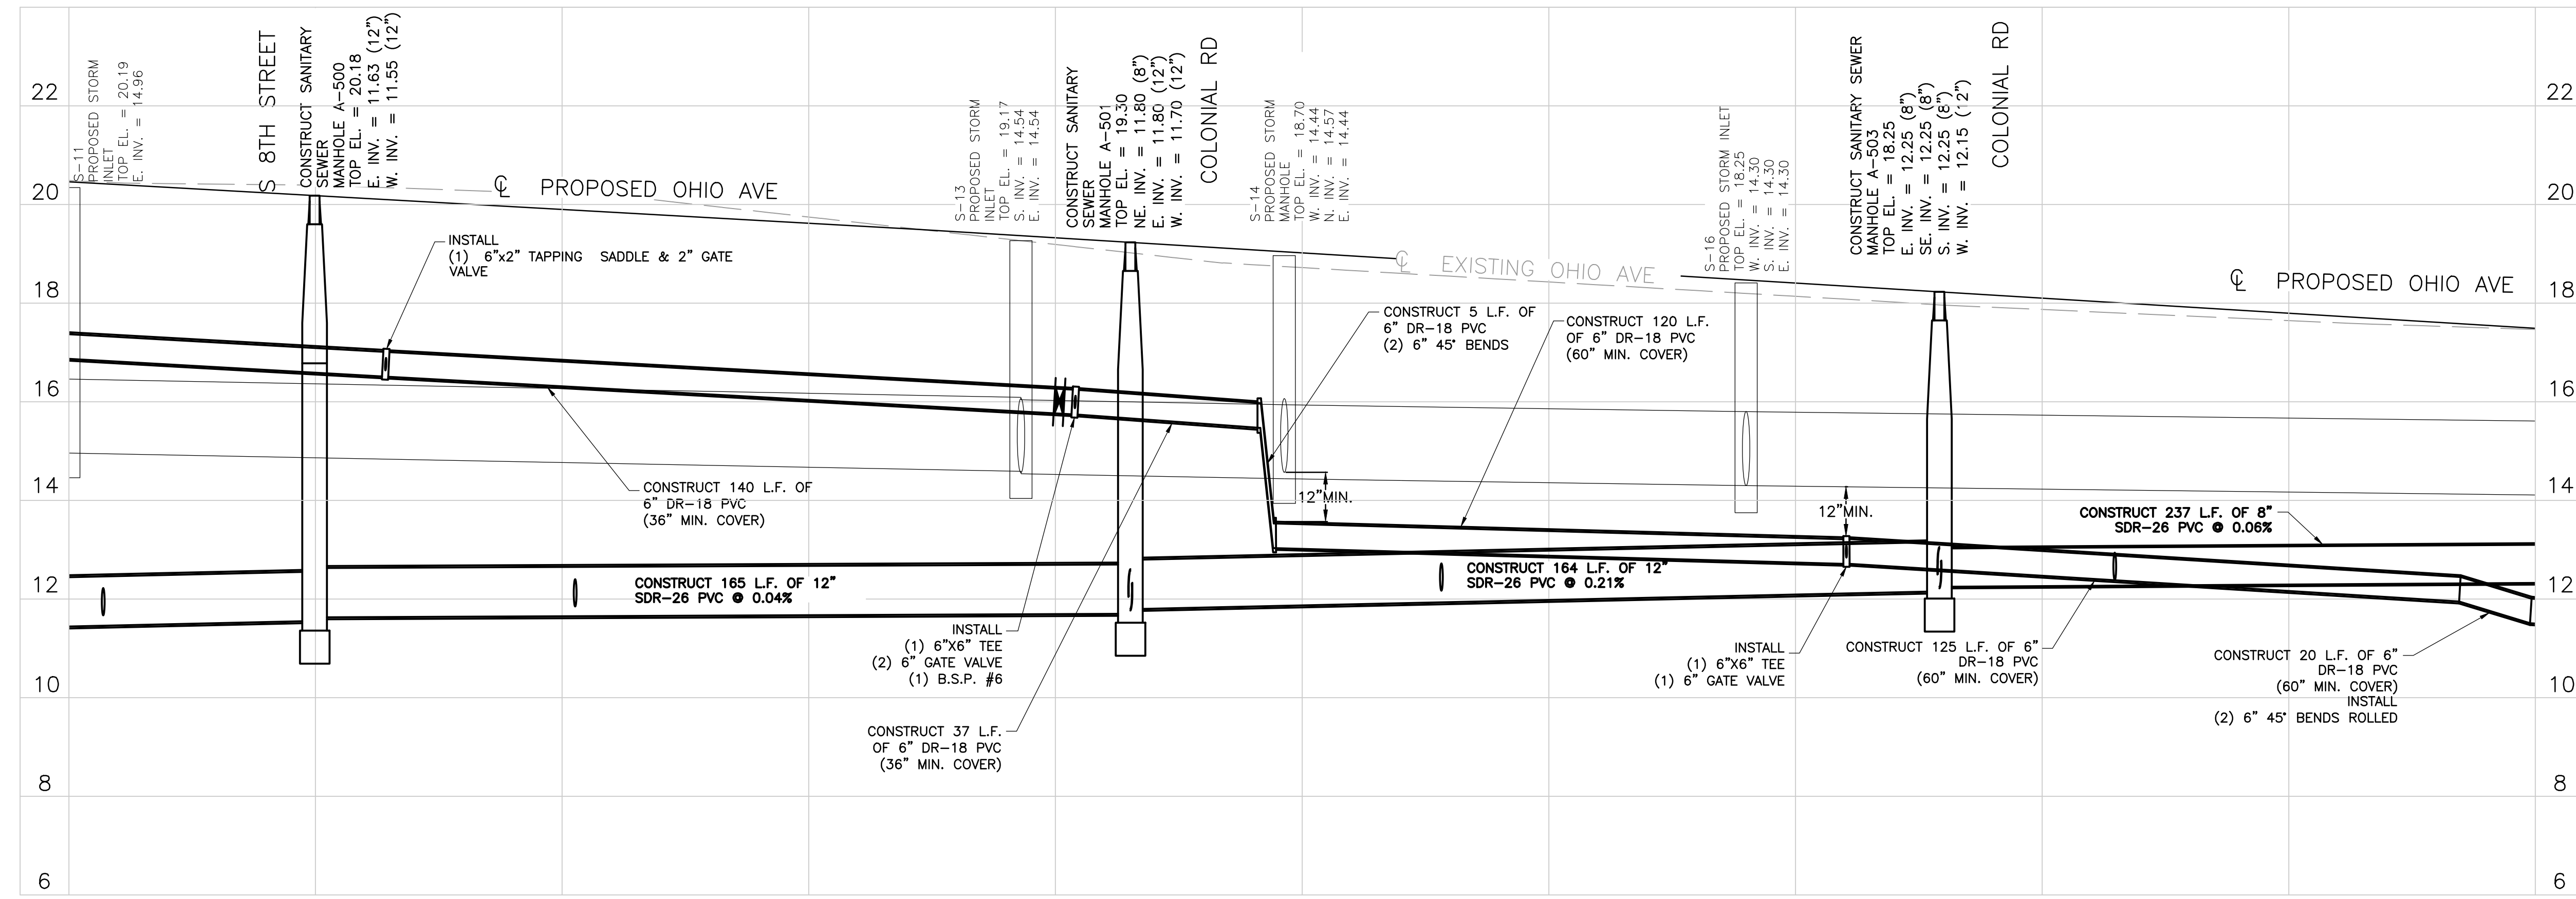 22
20
18
16
14
12
10
8
6
S-11
PROPOSED STORM
INLET
TOP EL. = 20.19
E. INV. = 14.96
S 8TH STREET
CONSTRUCT SANITARY
SEWER
MANHOLE A-500
TOP EL. = 20.18
E. INV. = 11.63 (12")
W. INV. = 11.55 (12")
℄ PROPOSED OHIO AVE
INSTALL
(1) 6"x2" TAPPING SADDLE & 2" GATE
VALVE
S-13
PROPOSED STORM
INLET
TOP EL. = 19.17
S. INV. = 14.54
E. INV. = 14.54
CONSTRUCT SANITARY
SEWER
MANHOLE A-501
TOP EL. = 19.30
NE. INV. = 11.80 (8")
E. INV. = 11.80 (12")
W. INV. = 11.70 (12")
COLONIAL RD
S-14
PROPOSED STORM
MANHOLE
TOP EL. = 18.70
W. INV. = 14.44
N. INV. = 14.57
E. INV. = 14.44
℄ EXISTING OHIO AVE
S-16
PROPOSED STORM INLET
TOP EL. = 18.25
W. INV. = 14.30
S. INV. = 14.30
E. INV. = 14.30
CONSTRUCT SANITARY SEWER
MANHOLE A-503
TOP EL. = 18.25
E. INV. = 12.25 (8")
SE. INV. = 12.25 (8")
S. INV. = 12.25 (8")
W. INV. = 12.15 (12")
COLONIAL RD
℄ PROPOSED OHIO AVE
CONSTRUCT 5 L.F. OF
6" DR-18 PVC
(2) 6" 45° BENDS
CONSTRUCT 120 L.F.
OF 6" DR-18 PVC
(60" MIN. COVER)
CONSTRUCT 140 L.F. OF
6" DR-18 PVC
(36" MIN. COVER)
12"MIN.
12"MIN.
CONSTRUCT 237 L.F. OF 8"
SDR-26 PVC @ 0.06%
CONSTRUCT 165 L.F. OF 12"
SDR-26 PVC @ 0.04%
CONSTRUCT 164 L.F. OF 12"
SDR-26 PVC @ 0.21%
INSTALL
(1) 6"X6" TEE
(2) 6" GATE VALVE
(1) B.S.P. #6
CONSTRUCT 37 L.F.
OF 6" DR-18 PVC
(36" MIN. COVER)
INSTALL
(1) 6"X6" TEE
(1) 6" GATE VALVE
CONSTRUCT 125 L.F. OF 6"
DR-18 PVC
(60" MIN. COVER)
CONSTRUCT 20 L.F. OF 6"
DR-18 PVC
(60" MIN. COVER)
INSTALL
(2) 6" 45° BENDS ROLLED
22
20
18
16
14
12
10
8
6